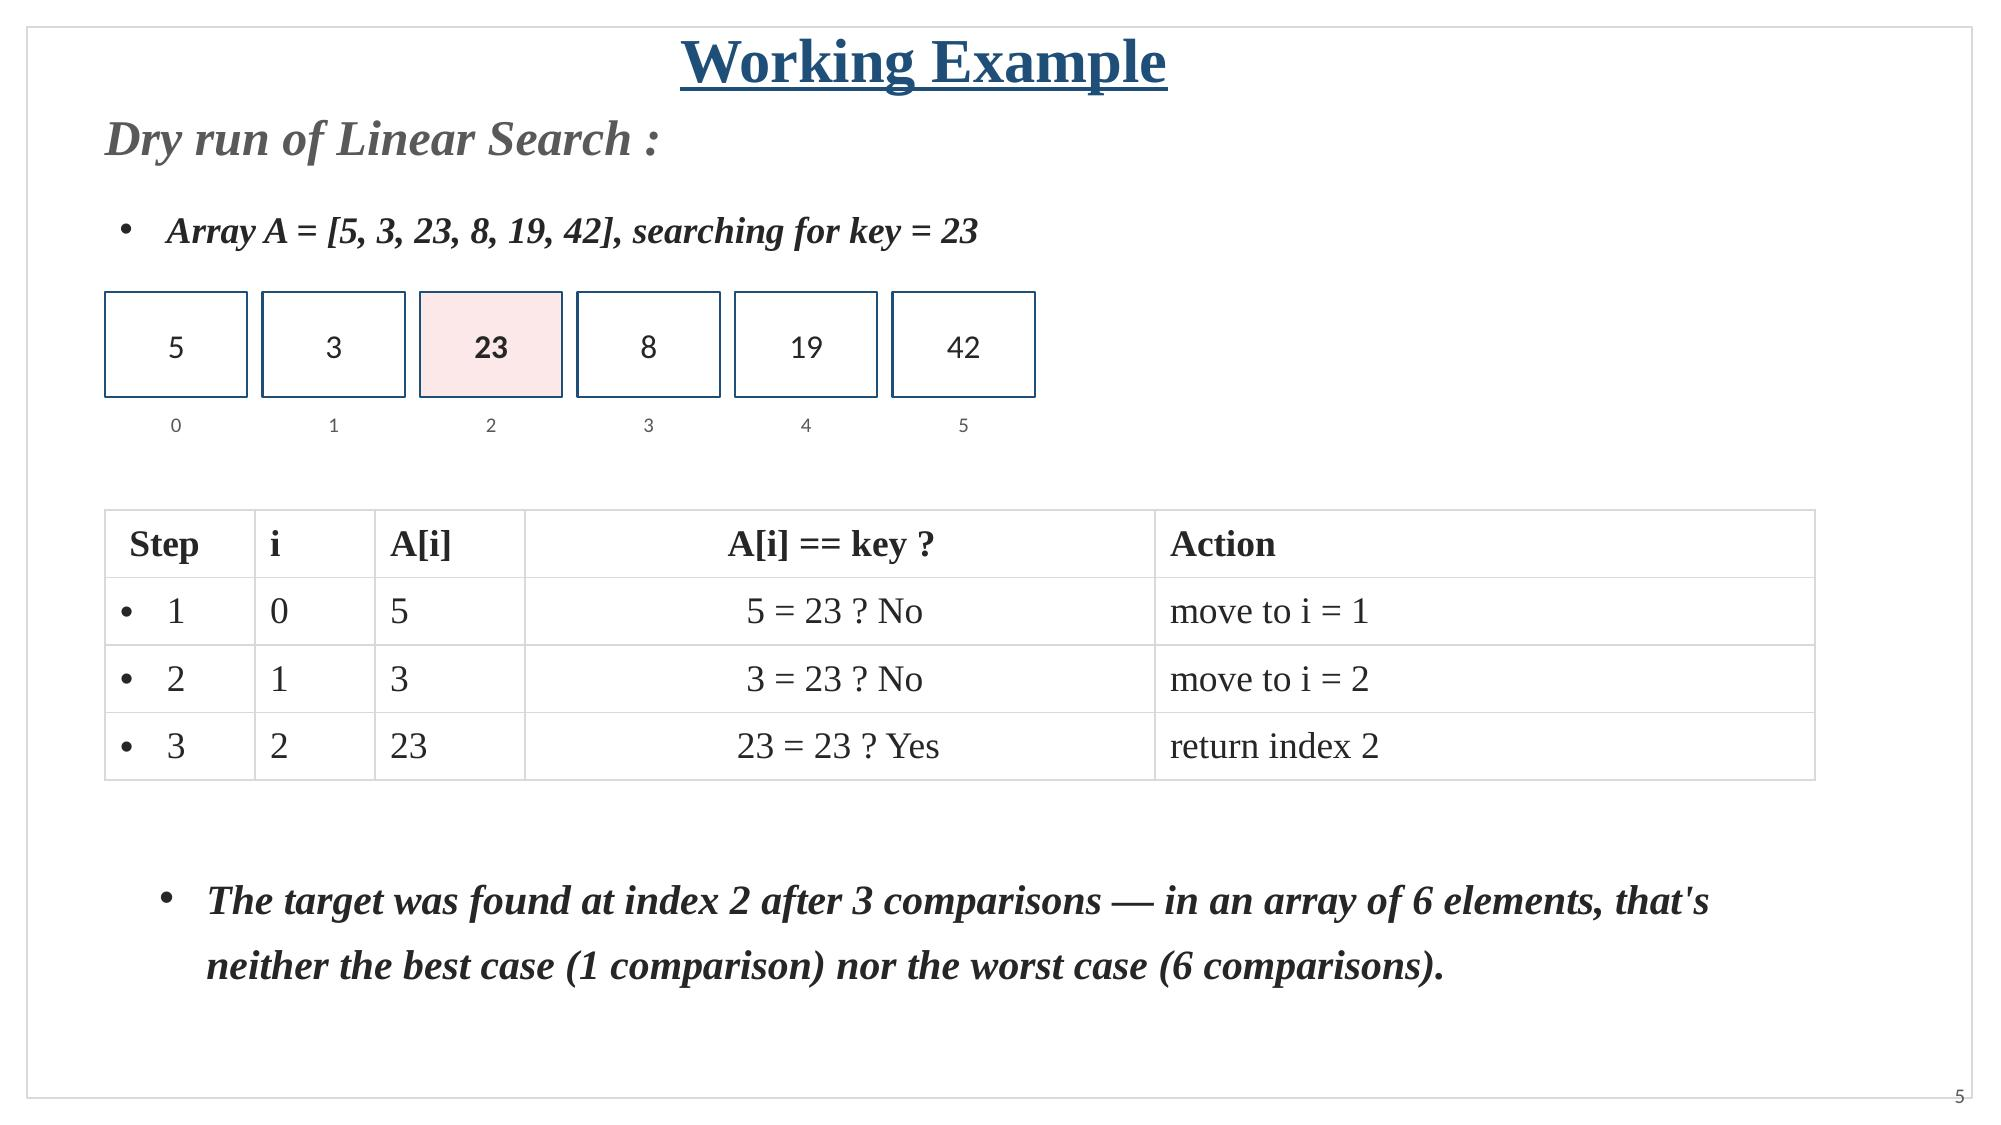 Working Example
Dry run of Linear Search :
• Array A = [5, 3, 23, 8, 19, 42], searching for key = 23
5 3 23 8 19 42
0 1 2 3 4 5
Step i A[i] A[i] == key ? Action
• 1 0 5 5 = 23 ? No move to i = 1
• 2 1 3 3 = 23 ? No move to i = 2
• 3 2 23 23 = 23 ? Yes return index 2
• The target was found at index 2 after 3 comparisons — in an array of 6 elements, that's
neither the best case (1 comparison) nor the worst case (6 comparisons).
5